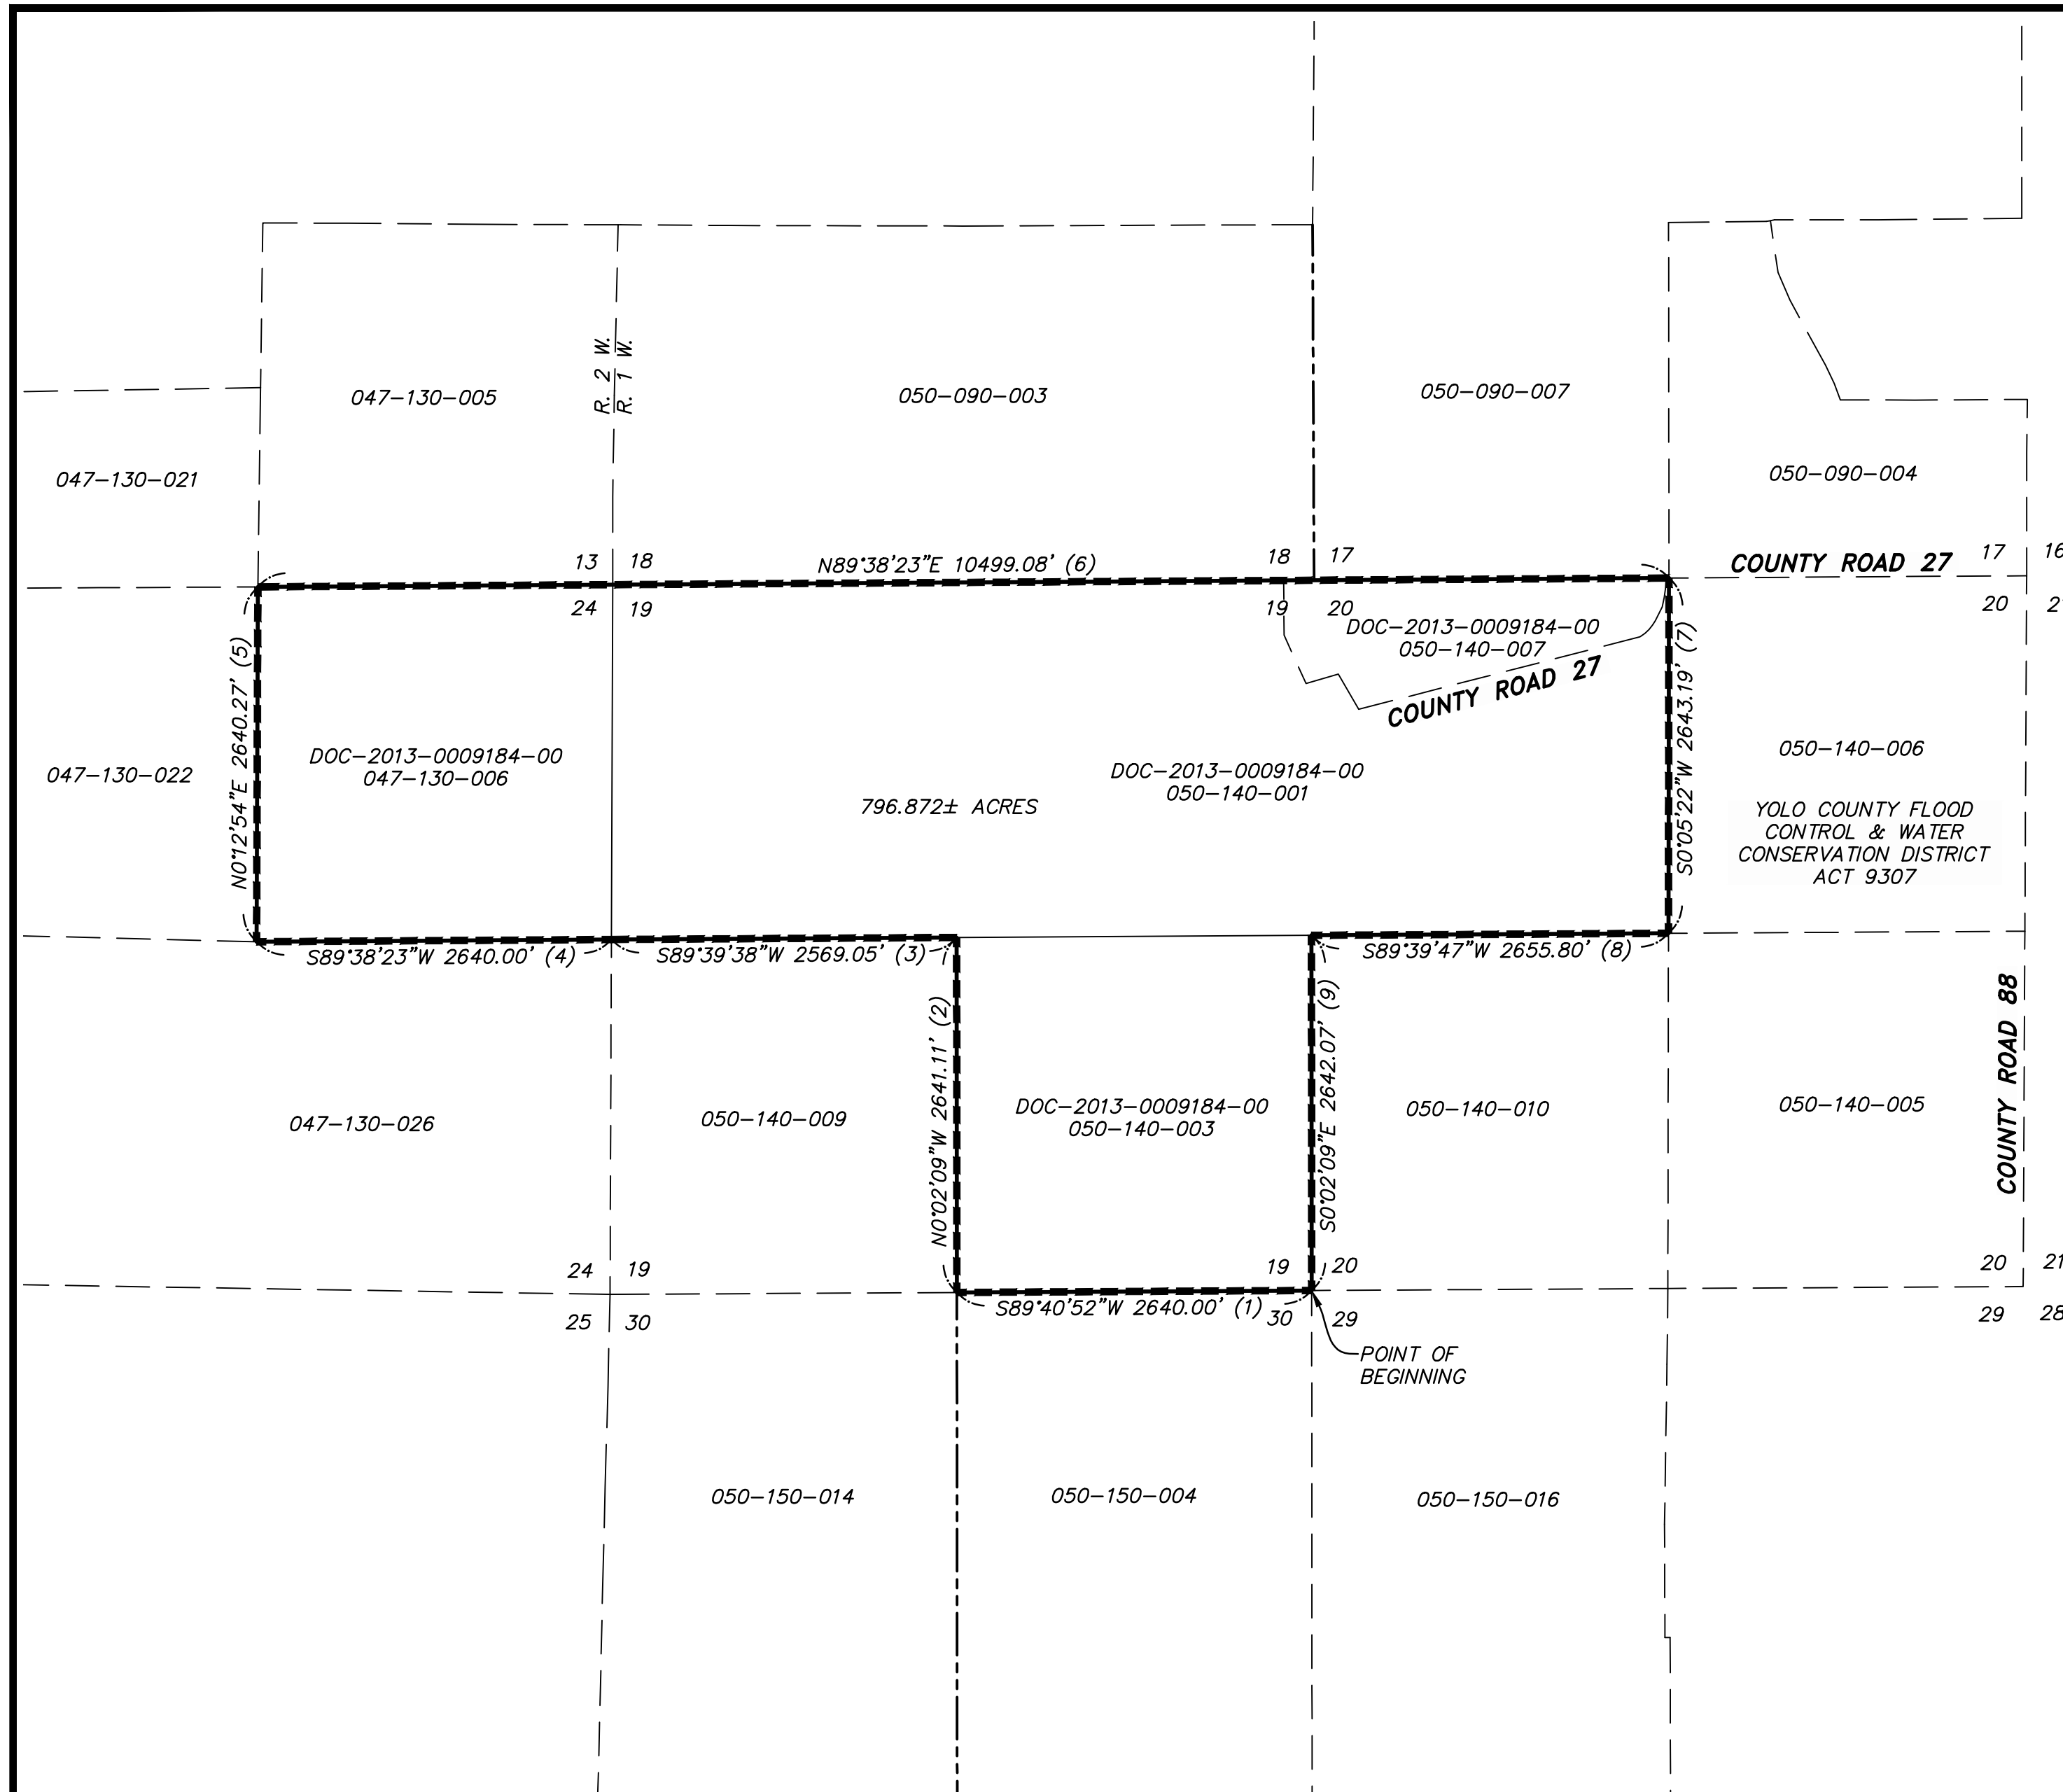 R. 2 W.
R. 1 W.
047-130-005
050-090-003
050-090-007
047-130-021
050-090-004
13
18
N89°38'23"E 10499.08' (6)
18
17
COUNTY ROAD 27
17
16
24
19
19
20
20
DOC-2013-0009184-00
050-140-007
COUNTY ROAD 27
N0°12'54"E 2640.27' (5)
S0°05'22"W 2643.19' (7)
047-130-022
DOC-2013-0009184-00
047-130-006
796.872± ACRES
DOC-2013-0009184-00
050-140-001
050-140-006
YOLO COUNTY FLOOD
CONTROL & WATER
CONSERVATION DISTRICT
ACT 9307
S89°38'23"W 2640.00' (4)
S89°39'38"W 2569.05' (3)
S89°39'47"W 2655.80' (8)
N0°02'09"W 2641.11' (2)
S0°02'09"E 2642.07' (9)
COUNTY ROAD 88
047-130-026
050-140-009
DOC-2013-0009184-00
050-140-003
050-140-010
050-140-005
24
19
19
20
20
21
S89°40'52"W 2640.00' (1)
25
30
30
29
29
28
POINT OF
BEGINNING
050-150-014
050-150-004
050-150-016